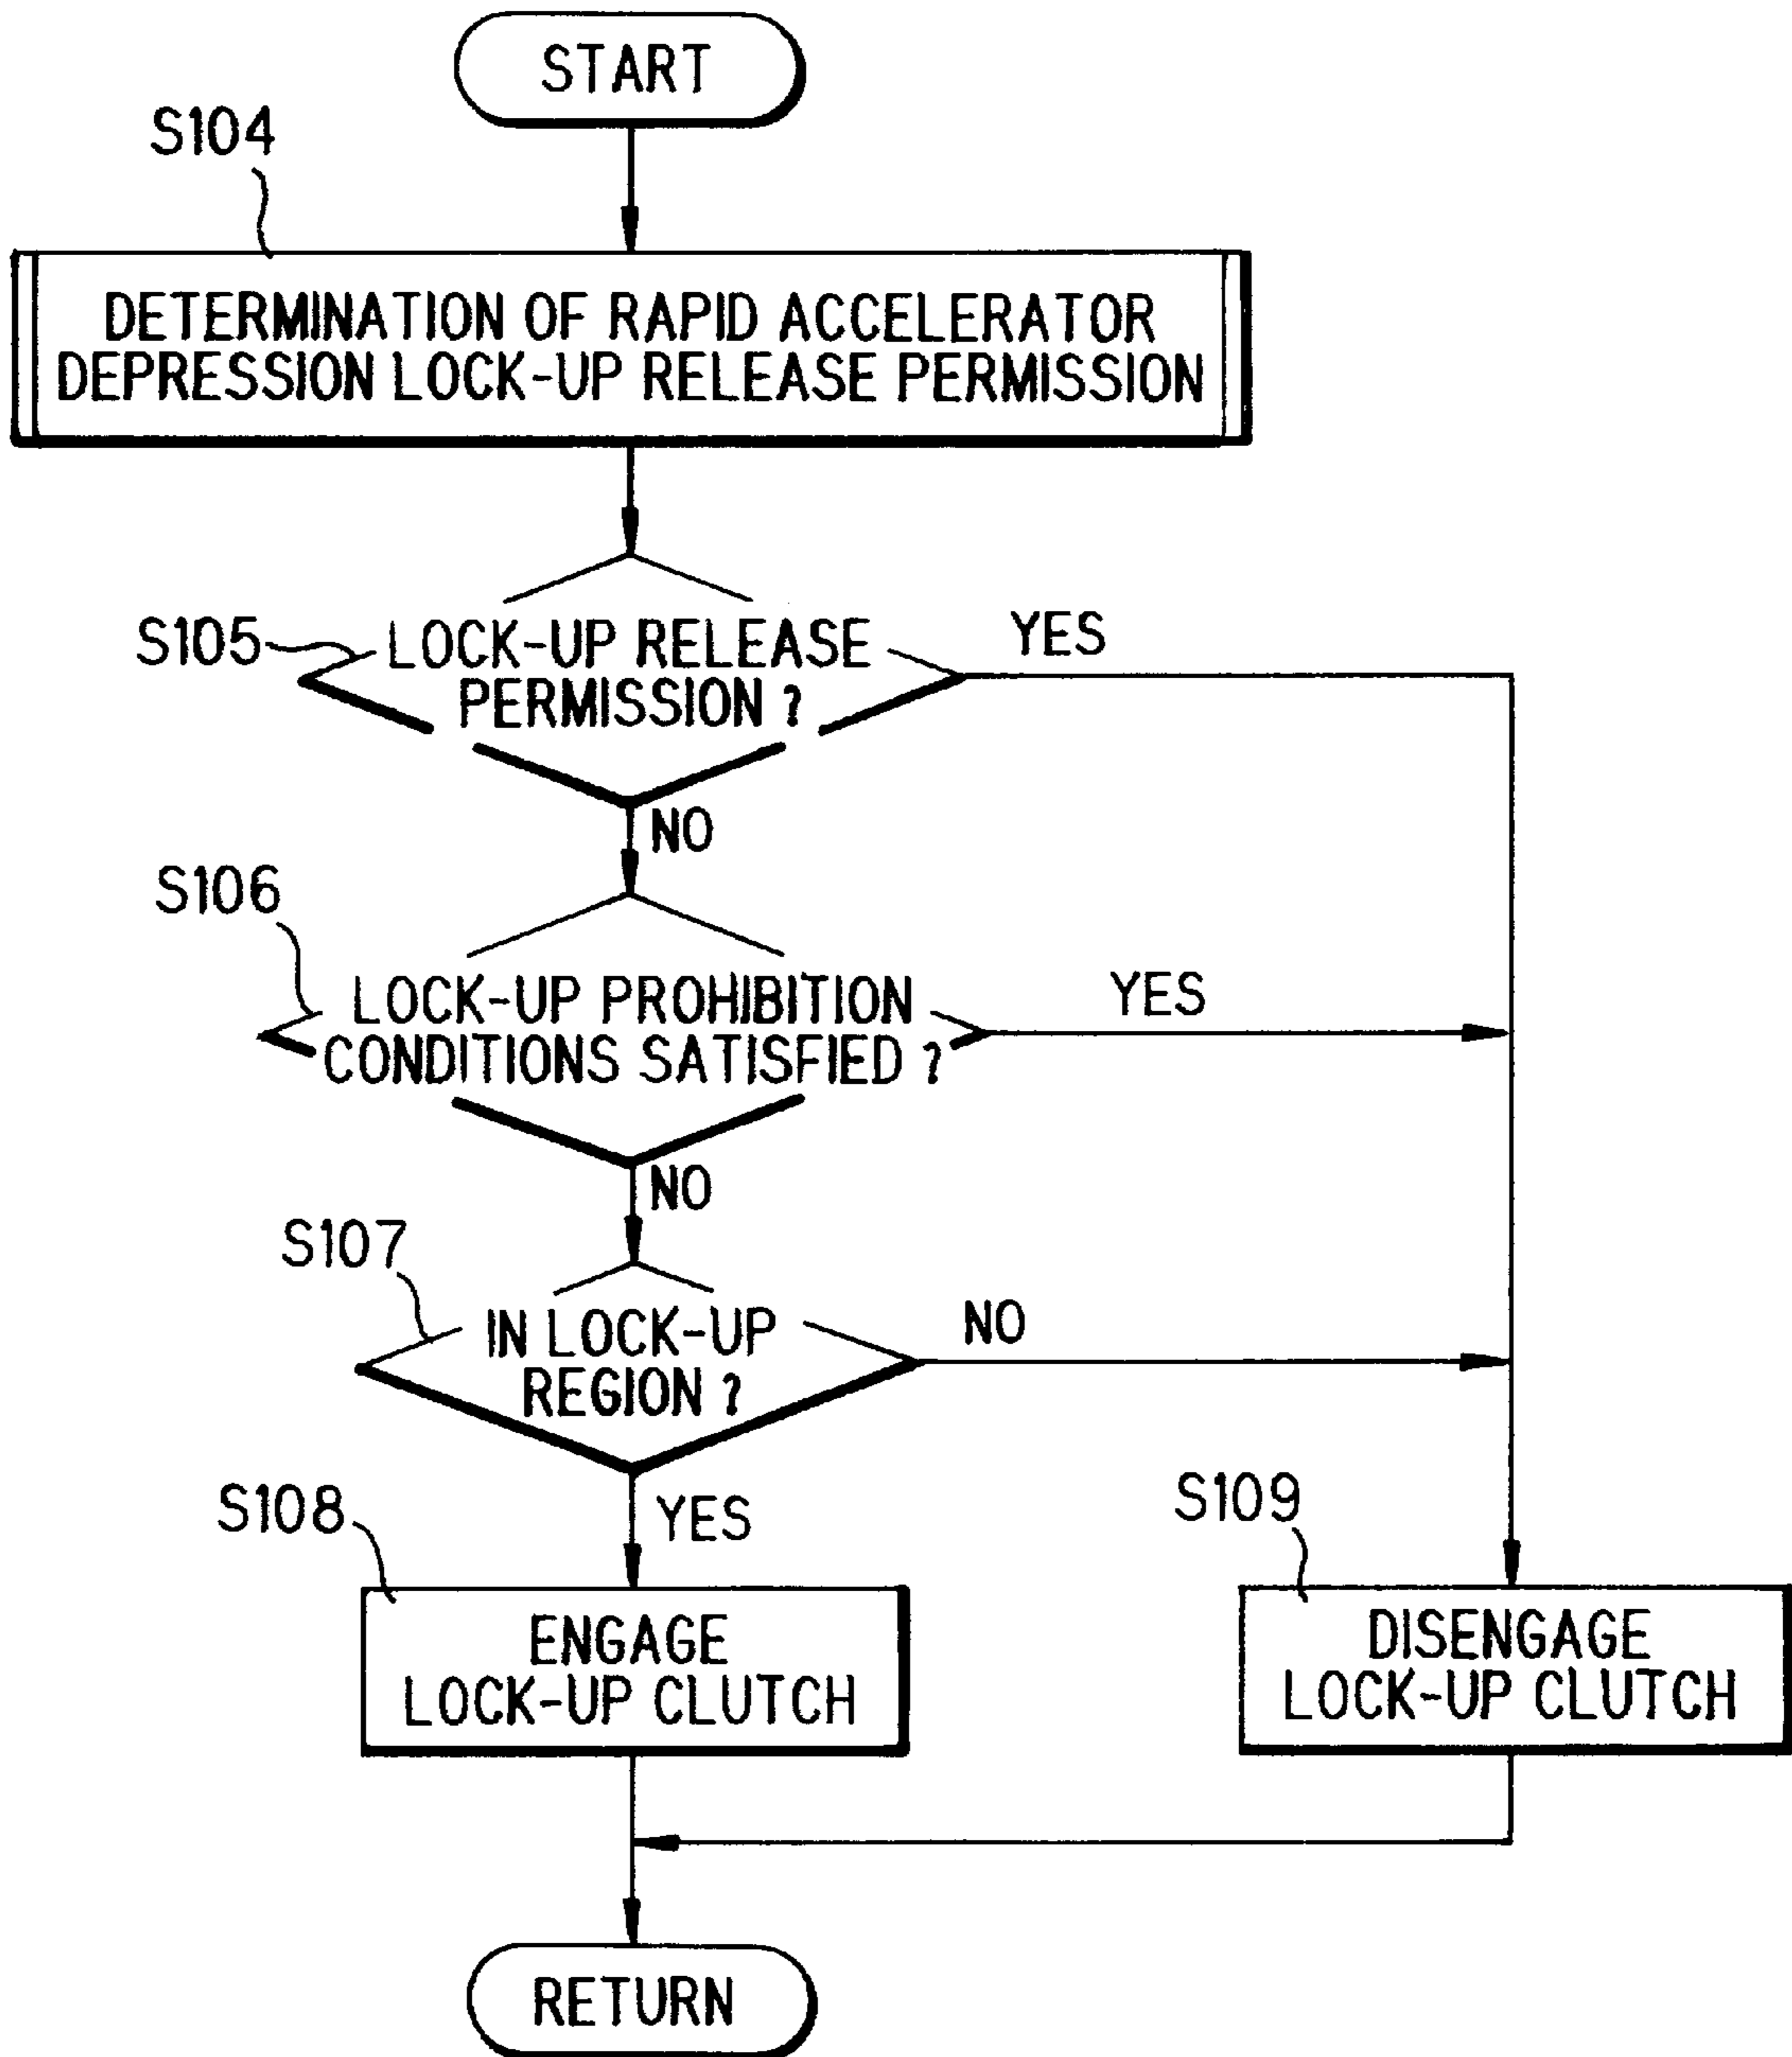 START
S104
DETERMINATION OF RAPID ACCELERATOR
DEPRESSION LOCK-UP RELEASE PERMISSION
S105
LOCK-UP RELEASE
PERMISSION ?
YES
NO
S106
LOCK-UP PROHIBITION
CONDITIONS SATISFIED ?
YES
NO
S107
IN LOCK-UP
REGION ?
NO
YES
S108
ENGAGE
LOCK-UP CLUTCH
S109
DISENGAGE
LOCK-UP CLUTCH
RETURN